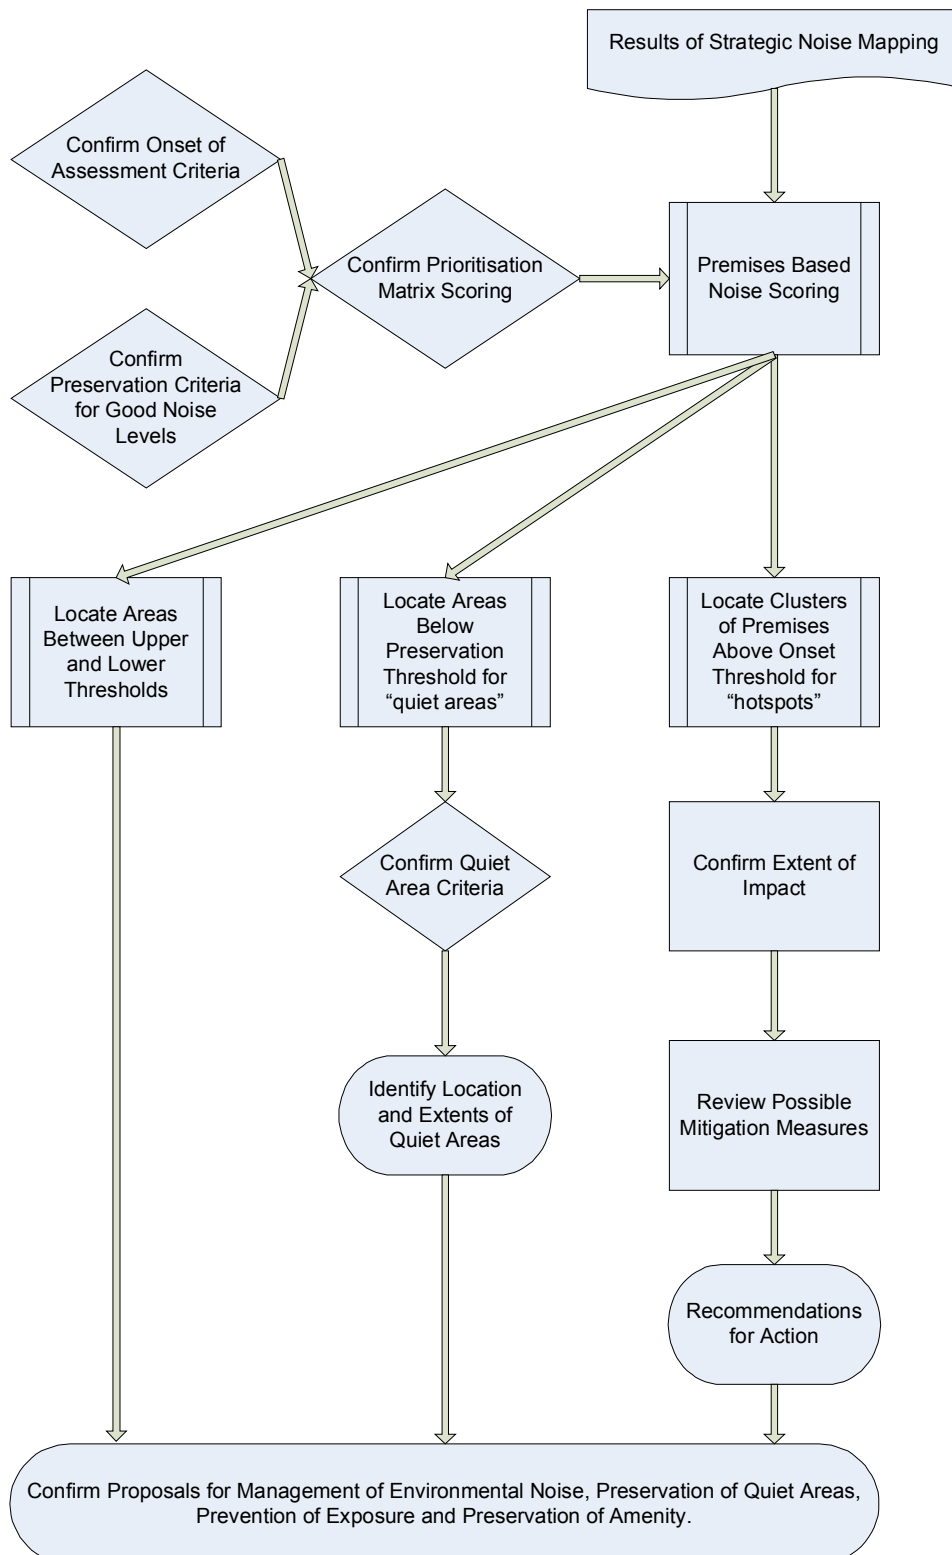 Results of Strategic Noise Mapping
Confirm Onset of
Assessment Criteria
Confirm Prioritisation
Matrix Scoring
Premises Based
Noise Scoring
Confirm
Preservation Criteria
for Good Noise
Levels
Locate Areas
Between Upper
and Lower
Thresholds
Locate Areas
Below
Preservation
Threshold for
“quiet areas”
Locate Clusters
of Premises
Above Onset
Threshold for
“hotspots”
Confirm Quiet
Area Criteria
Confirm Extent of
Impact
Identify Location
and Extents of
Quiet Areas
Review Possible
Mitigation Measures
Recommendations
for Action
Confirm Proposals for Management of Environmental Noise, Preservation of Quiet Areas,
Prevention of Exposure and Preservation of Amenity.